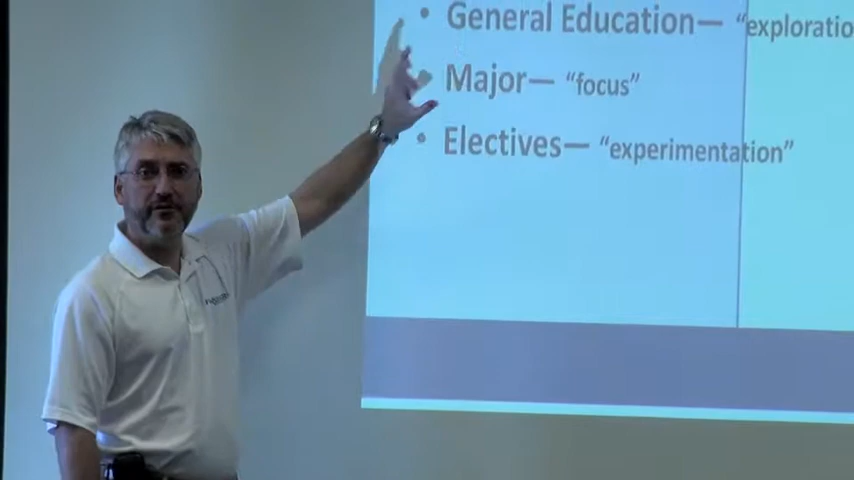 • General Education— “exploratio
• Major— “focus”
• Electives— “experimentation”